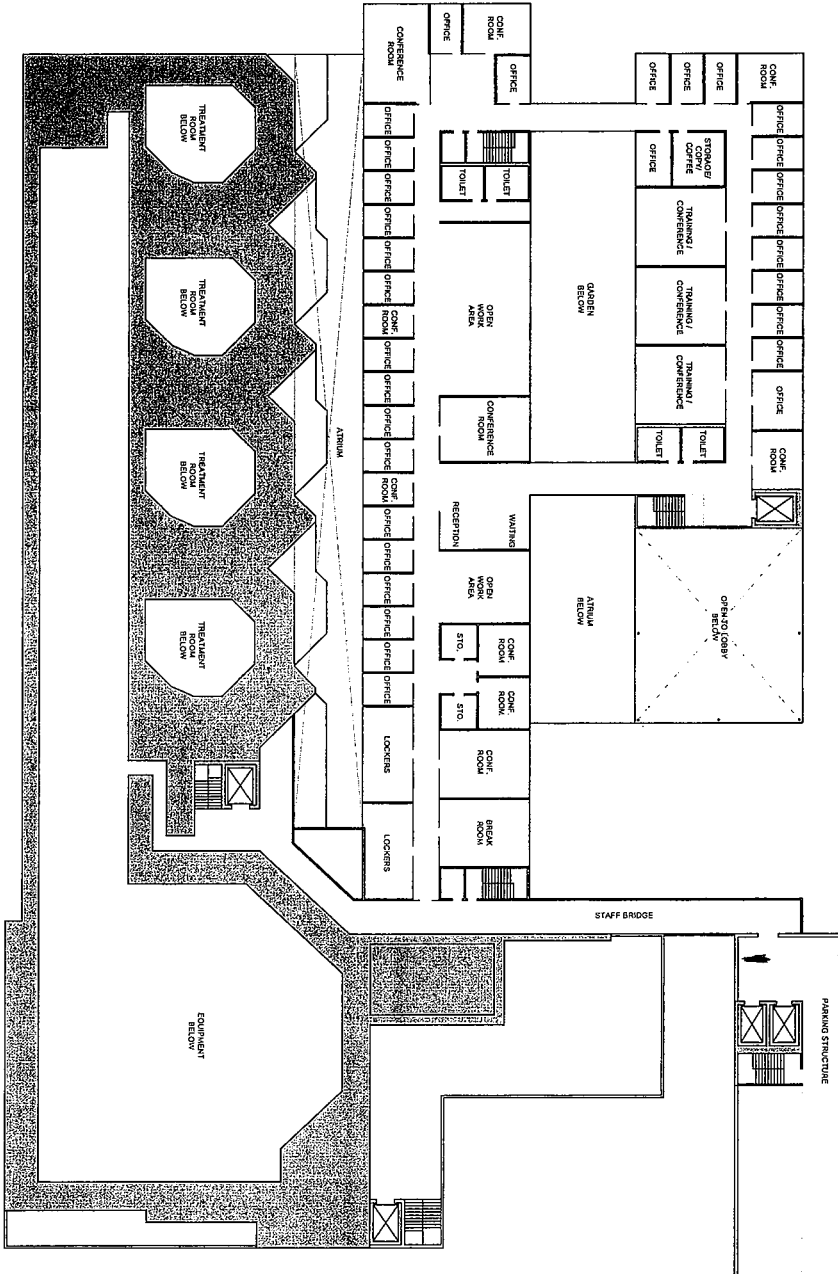 PARKING STRUCTURE
CONF.
ROOM
OFFICE
OFFICE
OFFICE
OFFICE
OFFICE
OFFICE
OFFICE
OFFICE
OFFICE
CONF.
ROOM
OFFICE
OFFICE
OFFICE
STORAGE/
COPY/
COFFEE
OFFICE
TRAINING /
CONFERENCE
TRAINING /
CONFERENCE
TRAINING /
CONFERENCE
TOILET
TOILET
OPEN TO LOBBY
BELOW
GARDEN
BELOW
ATRIUM
BELOW
STAFF BRIDGE
CONF.
ROOM
OFFICE
OFFICE
TOILET
TOILET
OPEN
WORK
AREA
CONFERENCE
ROOM
WAITING
RECEPTION
OPEN
WORK
AREA
CONF.
ROOM
STO.
CONF.
ROOM
STO.
CONF.
ROOM
BREAK
ROOM
CONFERENCE
ROOM
OFFICE
OFFICE
OFFICE
OFFICE
OFFICE
OFFICE
CONF.
ROOM
OFFICE
OFFICE
OFFICE
OFFICE
CONF.
ROOM
OFFICE
OFFICE
OFFICE
OFFICE
OFFICE
OFFICE
LOCKERS
LOCKERS
ATRIUM
TREATMENT
ROOM
BELOW
TREATMENT
ROOM
BELOW
TREATMENT
ROOM
BELOW
TREATMENT
ROOM
BELOW
EQUIPMENT
BELOW